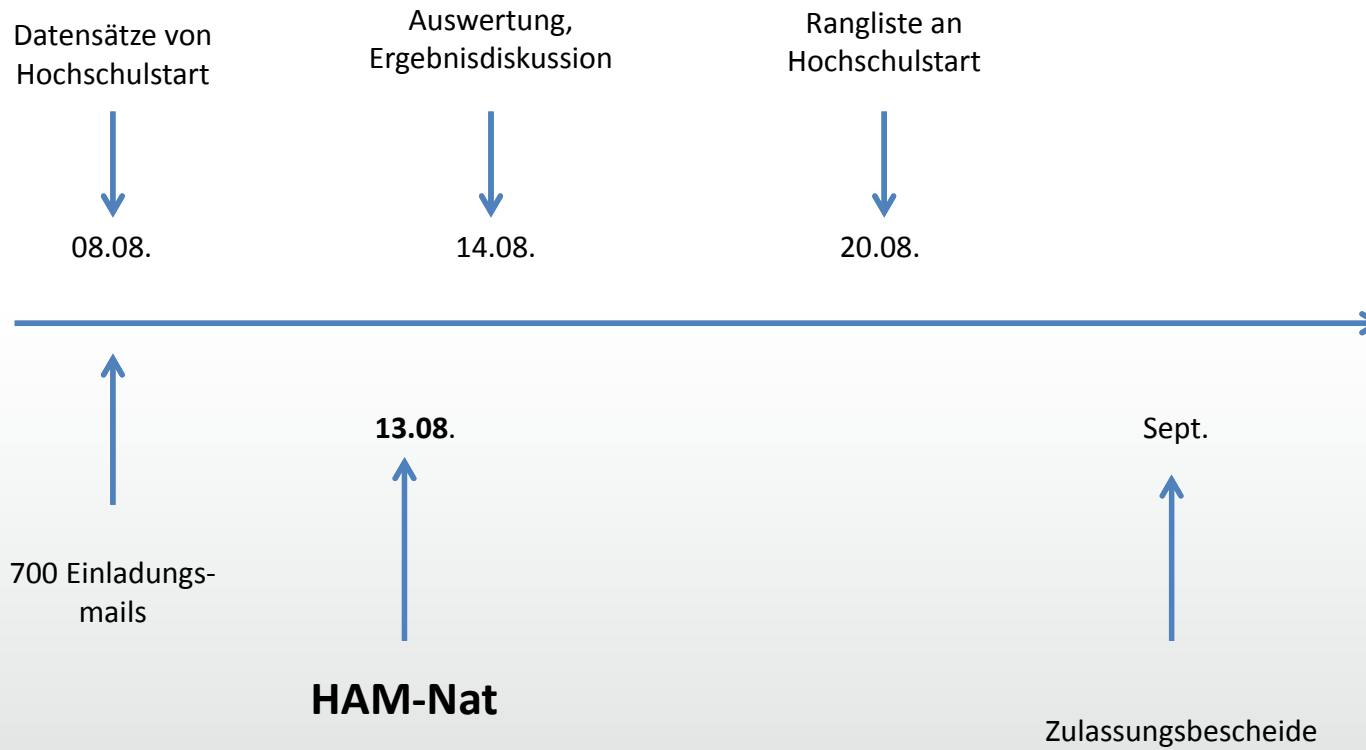 Datensätze von
Hochschulstart
Auswertung,
Ergebnisdiskussion
Rangliste an
Hochschulstart
08.08.
14.08.
20.08.
13.08.
Sept.
700 Einladungs-
mails
HAM-Nat
Zulassungsbescheide